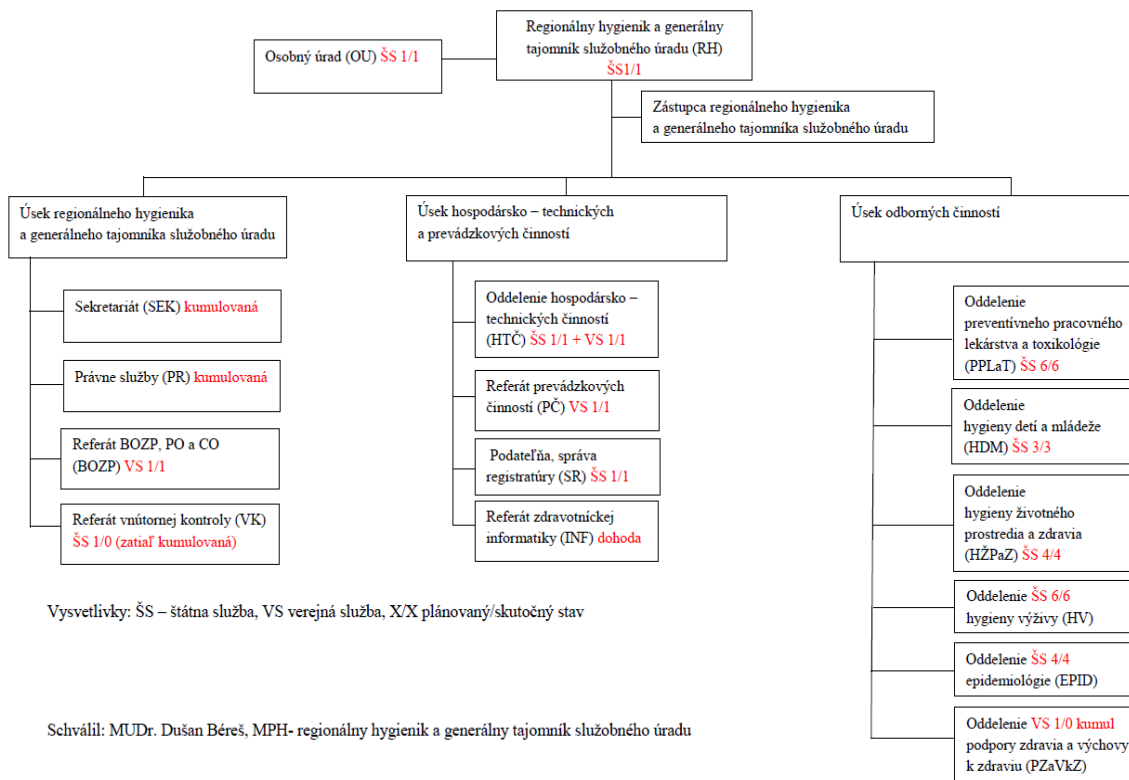 Regionálny hygienik a generálny
tajomník služobného úradu (RH)
ŠS1/1
Osobný úrad (OU) ŠS 1/1
Zástupca regionálneho hygienika
a generálneho tajomníka služobného úradu
Úsek regionálneho hygienika
a generálneho tajomníka služobného úradu
Sekretariát (SEK) kumulovaná
Právne služby (PR) kumulovaná
Referát BOZP, PO a CO
(BOZP) VS 1/1
Referát vnútornej kontroly (VK)
ŠS 1/0 (zatiaľ kumulovaná)
Úsek hospodársko – technických
a prevádzkových činností
Oddelenie hospodársko –
technických činností
(HTČ) ŠS 1/1 + VS 1/1
Referát prevádzkových
činností (PČ) VS 1/1
Podateľňa, správa
registratúry (SR) ŠS 1/1
Referát zdravotníckej
informatiky (INF) dohoda
Úsek odborných činností
Oddelenie
preventívneho pracovného
lekárstva a toxikológie
(PPLaT) ŠS 6/6
Oddelenie
hygieny detí a mládeže
(HDM) ŠS 3/3
Oddelenie
hygieny životného
prostredia a zdravia
(HŽPaZ) ŠS 4/4
Oddelenie ŠS 6/6
hygieny výživy (HV)
Oddelenie ŠS 4/4
epidemiológie (EPID)
Oddelenie VS 1/0 kumul
podpory zdravia a výchovy
k zdraviu (PZaVkZ)
Vysvetlivky: ŠS – štátna služba, VS verejná služba, X/X plánovaný/skutočný stav
Schválil: MUDr. Dušan Béreš, MPH- regionálny hygienik a generálny tajomník služobného úradu